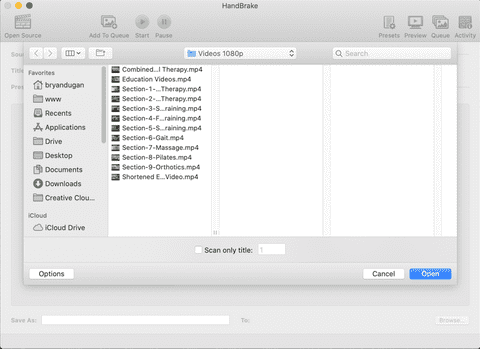 HandBrake
Open Source
Add To Queue
Start
Pause
Presets
Preview
Queue
Activity
Videos 1080p
Search
Sou
Title
Pres
Favorites
bryandugan
www
Recents
Applications
Drive
Desktop
Documents
Downloads
Creative Clou...
iCloud
iCloud Drive
Combined...l Therapy.mp4
Education Videos.mp4
Section-1-...Therapy.mp4
Section-2-...Therapy.mp4
Section-3-S...raining.mp4
Section-4-F...raining.mp4
Section-5-S...raining.mp4
Section-6-Gait.mp4
Section-7-Massage.mp4
Section-8-Pilates.mp4
Section-9-Orthotics.mp4
Shortened E...Video.mp4
Scan only title: 1
Options
Cancel
Open
Save As:
To:
Browse...